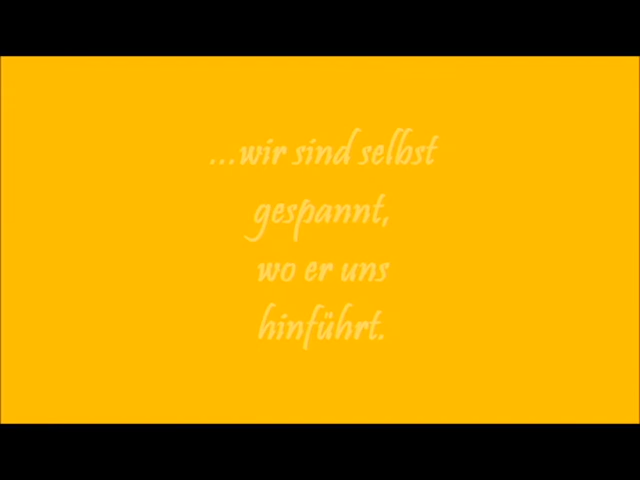 ...wir sind selbst
gespannt,
wo er uns
hinführt.